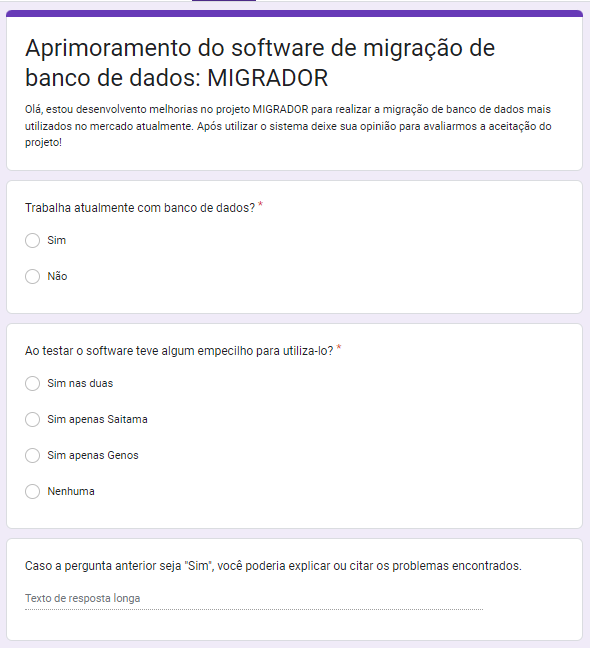 Aprimoramento do software de migração de
banco de dados: MIGRADOR
Olá, estou desenvolvento melhorias no projeto MIGRADOR para realizar a migração de banco de dados mais
utilizados no mercado atualmente. Após utilizar o sistema deixe sua opinião para avaliarmos a aceitação do
projeto!
Trabalha atualmente com banco de dados? *
Sim
Não
Ao testar o software teve algum empecilho para utiliza-lo? *
Sim nas duas
Sim apenas Saitama
Sim apenas Genos
Nenhuma
Caso a pergunta anterior seja "Sim", você poderia explicar ou citar os problemas encontrados.
Texto de resposta longa